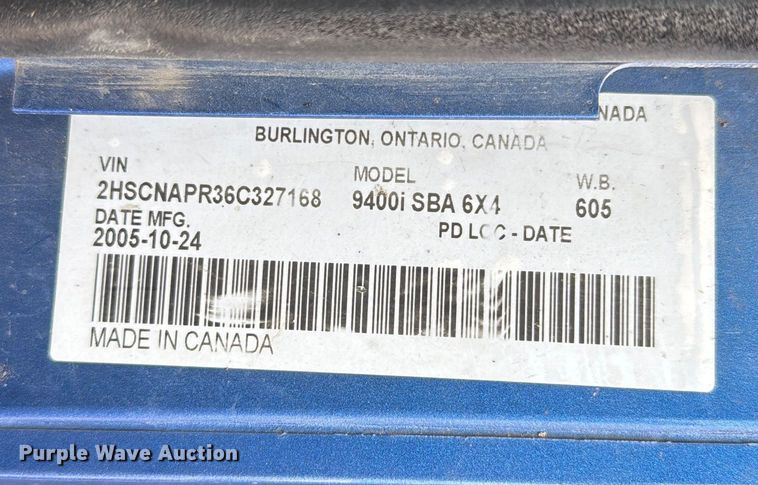 NADA
BURLINGTON, ONTARIO, CANADA
VIN MODEL W.B.
2HSCNAPR36C327168 9400i SBA 6X4 605
DATE MFG. PD LOC - DATE
2005-10-24
MADE IN CANADA
Purple Wave Auction